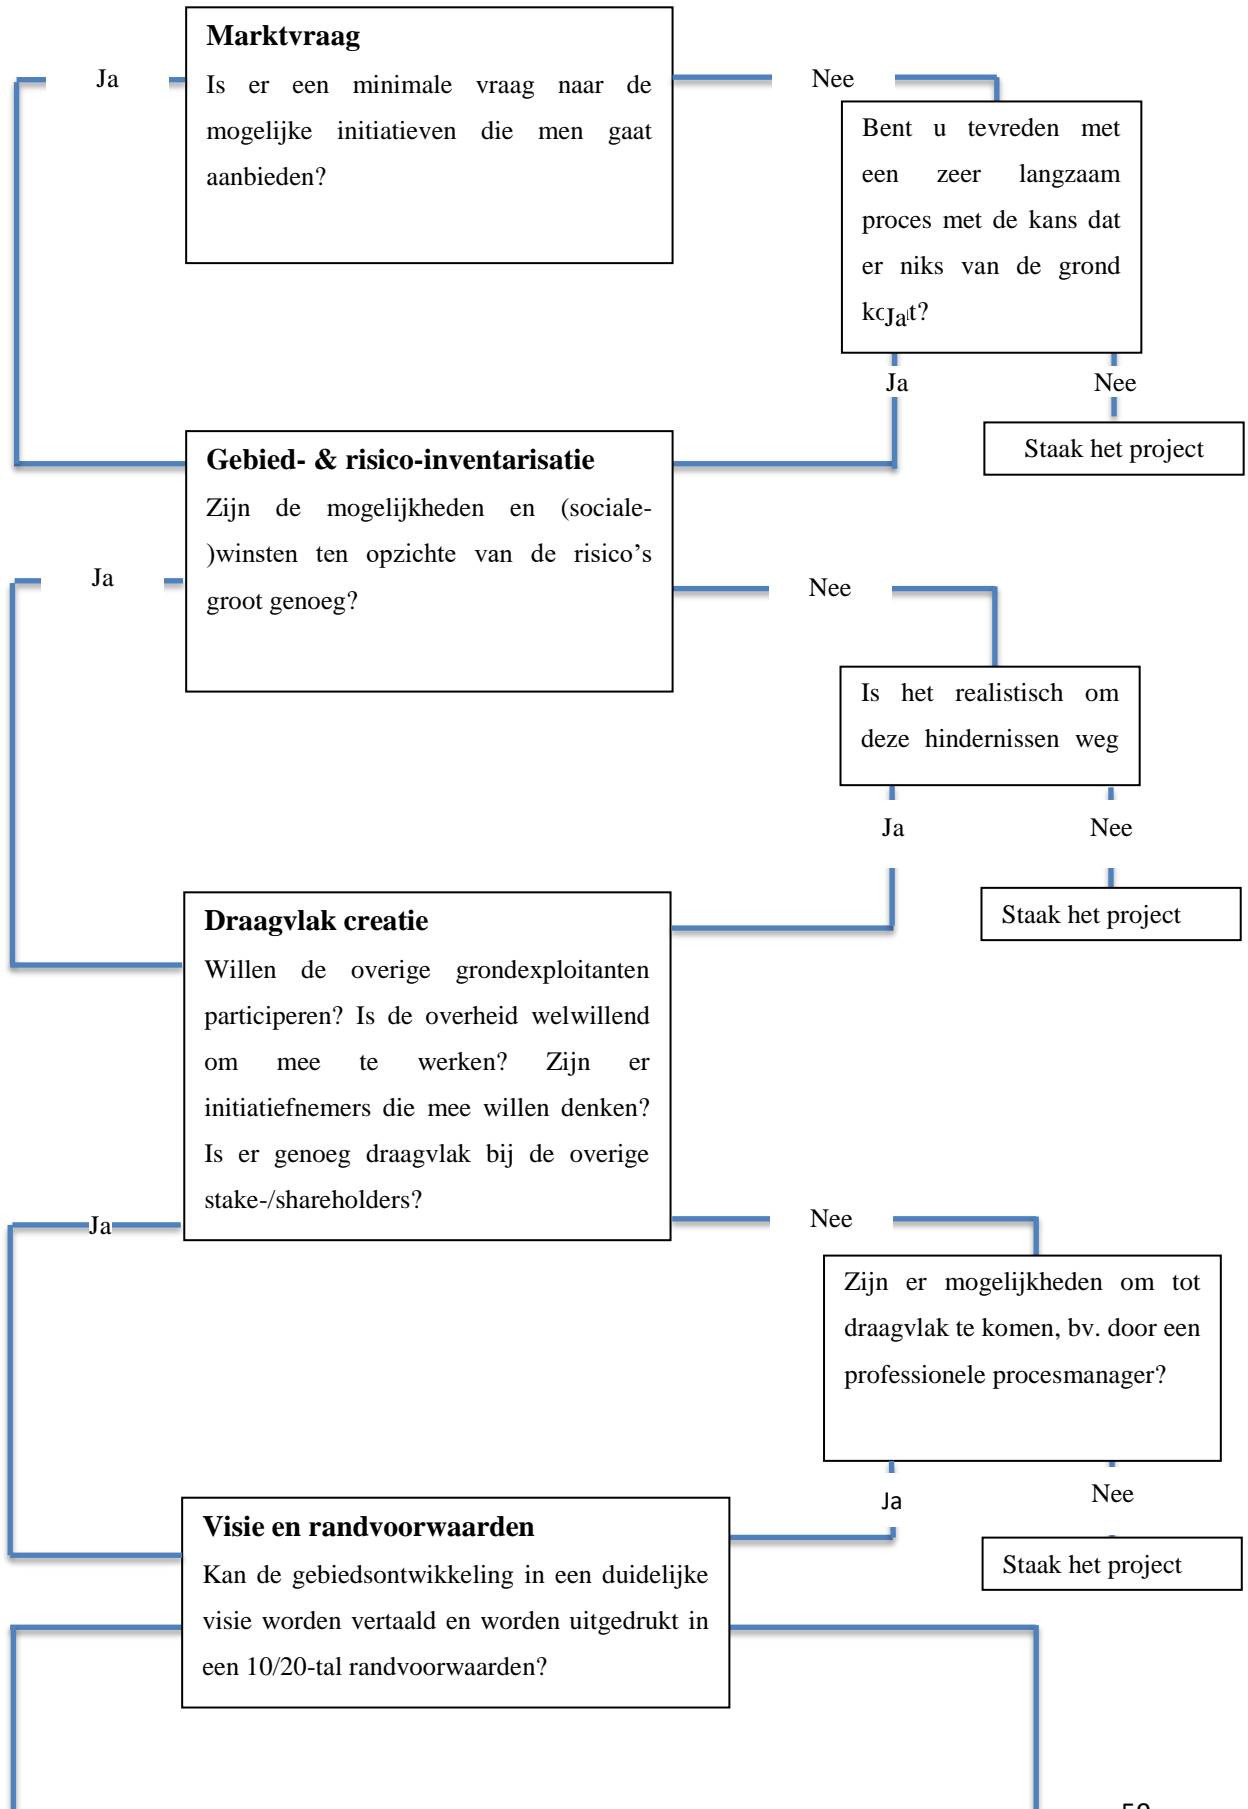 Marktvraag
Ja
Nee
Is er een minimale vraag naar de
mogelijke initiatieven die men gaat
aanbieden?
Bent u tevreden met
een zeer langzaam
proces met de kans dat
er niks van de grond
Ja
Ja
Nee
Staak het project
Gebied- & risico-inventarisatie
Zijn de mogelijkheden en (sociale-
)winsten ten opzichte van de risico’s
groot genoeg?
Ja
Nee
Is het realistisch om
deze hindernissen weg
Ja
Nee
Staak het project
Draagvlak creatie
Willen de overige grondexploitanten
participeren? Is de overheid welwillend
om mee te werken? Zijn er
initiatiefnemers die mee willen denken?
Is er genoeg draagvlak bij de overige
stake-/shareholders?
Ja
Nee
Zijn er mogelijkheden om tot
draagvlak te komen, bv. door een
professionele procesmanager?
Ja
Nee
Staak het project
Visie en randvoorwaarden
Kan de gebiedsontwikkeling in een duidelijke
visie worden vertaald en worden uitgedrukt in
een 10/20-tal randvoorwaarden?